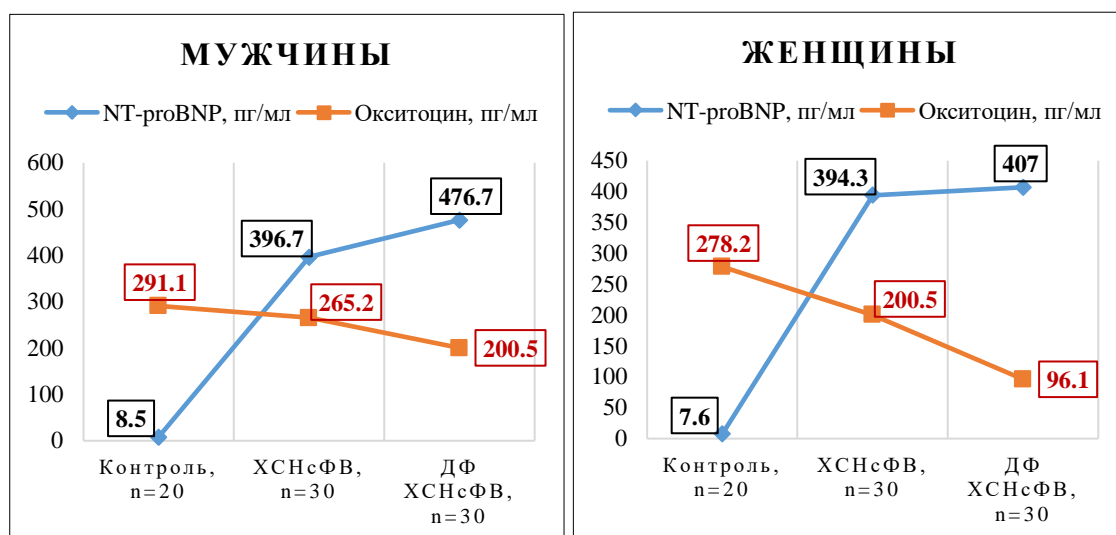 МУЖЧИНЫ
NT-proBNP, пг/мл Окситоцин, пг/мл
600
500
400
300
200
100
0
476.7
396.7
291.1
265.2
200.5
8.5
Контроль,
n=20
ХСНсФВ,
n=30
ДФ
ХСНсФВ,
n=30
ЖЕНЩИНЫ
NT-proBNP, пг/мл Окситоцин, пг/мл
450
400
350
300
250
200
150
100
50
0
407
394.3
278.2
200.5
96.1
7.6
Контроль,
n=20
ХСНсФВ,
n=30
ДФ
ХСНсФВ,
n=30